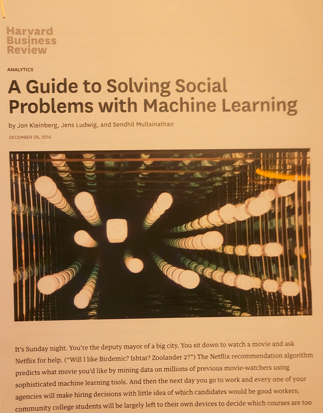 Harvard
Business
Review
ANALYTICS
A Guide to Solving Social
Problems with Machine Learning
by Jon Kleinberg, Jens Ludwig, and Sendhil Mullainathan
DECEMBER 08, 2016
It's Sunday night. You're the deputy mayor of a big city. You sit down to watch a movie and ask
Netflix for help. ("Will I like Birdemic? Ishtar? Zoolander 2?") The Netflix recommendation algorithm
predicts what movie you'd like by mining data on millions of previous movie-watchers using
sophisticated machine learning tools. And then the next day you go to work and every one of your
agencies will make hiring decisions with little idea of which candidates would be good workers;
community college students will be largely left to their own devices to decide which courses are too